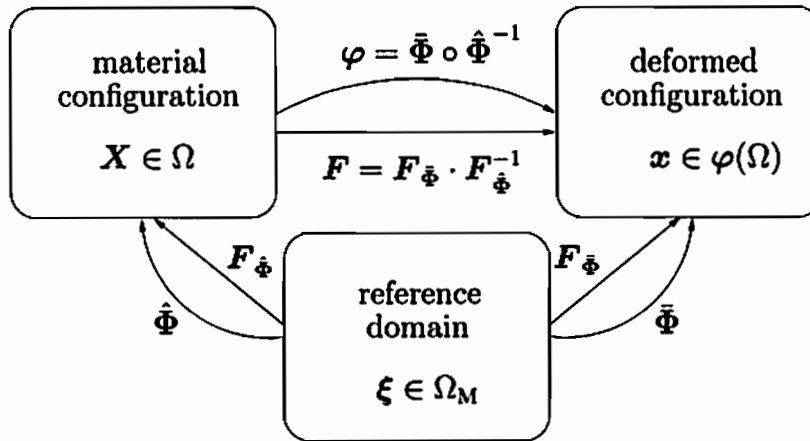 material
configuration
X ∈ Ω
φ = Φ̄ ∘ Φ̂⁻¹
F = F_Φ̄ · F_Φ̂⁻¹
deformed
configuration
x ∈ φ(Ω)
F_Φ̂
F_Φ̄
Φ̂
Φ̄
reference
domain
ξ ∈ Ω_M